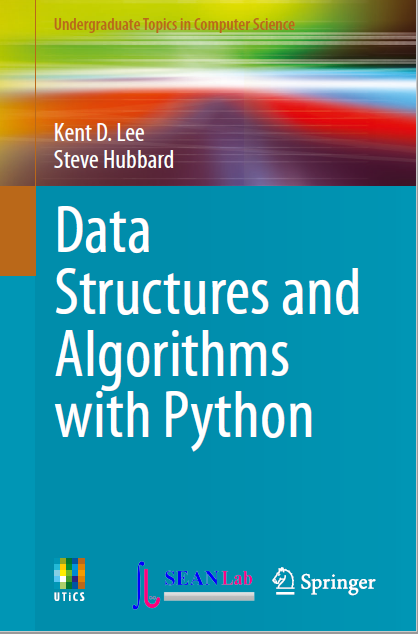 Undergraduate Topics in Computer Science
Kent D. Lee
Steve Hubbard
Data
Structures and
Algorithms
with Python
UTiCS
SEAN Lab
Springer